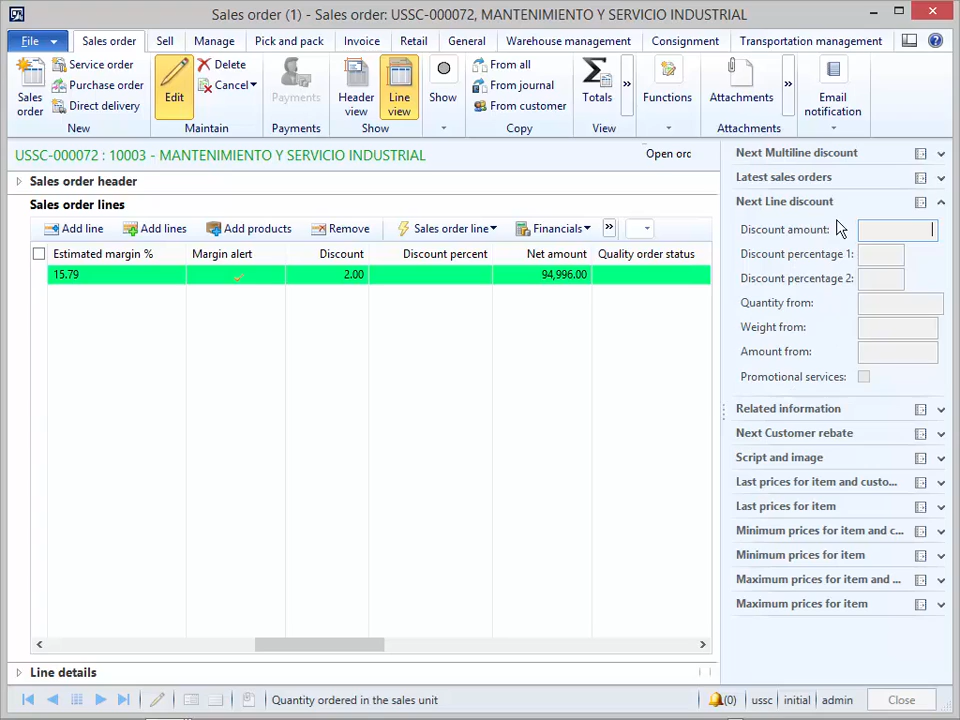 Sales order (1) - Sales order: USSC-000072, MANTENIMIENTO Y SERVICIO INDUSTRIAL
File Sales order Sell Manage Pick and pack Invoice Retail General Warehouse management Consignment Transportation management
Sales order
Service order
Purchase order
Direct delivery
New
Edit
Delete
Cancel
Maintain
Payments
Payments
Header view
Line view
Show
Show
From all
From journal
From customer
Copy
Totals
View
Functions
Attachments
Attachments
Email notification
USSC-000072 : 10003 - MANTENIMIENTO Y SERVICIO INDUSTRIAL
Open orc
Sales order header
Sales order lines
Add line Add lines Add products Remove Sales order line Financials
Estimated margin % Margin alert Discount Discount percent Net amount Quality order status
15.79 2.00 94,996.00
Line details
Next Multiline discount
Latest sales orders
Next Line discount
Discount amount:
Discount percentage 1:
Discount percentage 2:
Quantity from:
Weight from:
Amount from:
Promotional services:
Related information
Next Customer rebate
Script and image
Last prices for item and custo...
Last prices for item
Minimum prices for item and c...
Minimum prices for item
Maximum prices for item and ...
Maximum prices for item
Quantity ordered in the sales unit
(0) ussc initial admin Close